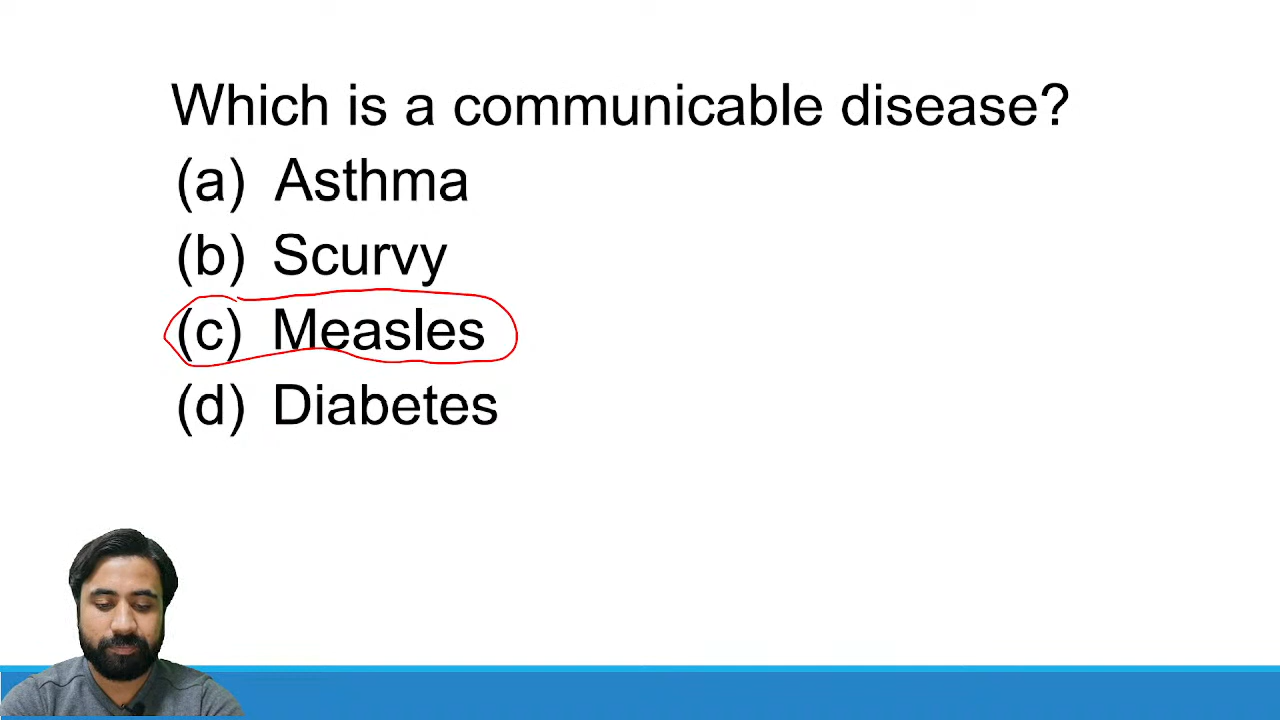 Which is a communicable disease?
(a) Asthma
(b) Scurvy
(c) Measles
(d) Diabetes